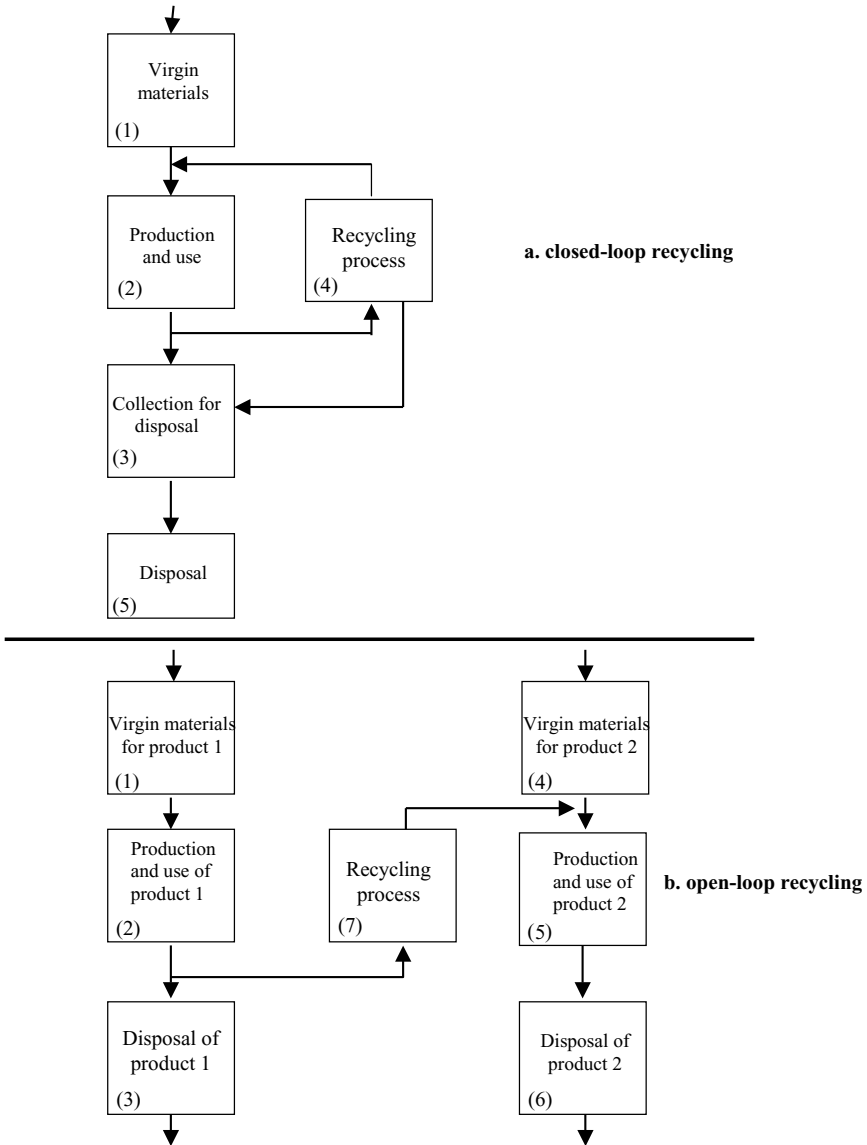 Virgin
materials
(1)
Production
and use
(2)
Recycling
process
(4)
a. closed-loop recycling
Collection for
disposal
(3)
Disposal
(5)
Virgin materials
for product 1
(1)
Virgin materials
for product 2
(4)
Production
and use of
product 1
(2)
Recycling
process
(7)
Production
and use of
product 2
(5)
b. open-loop recycling
Disposal of
product 1
(3)
Disposal of
product 2
(6)